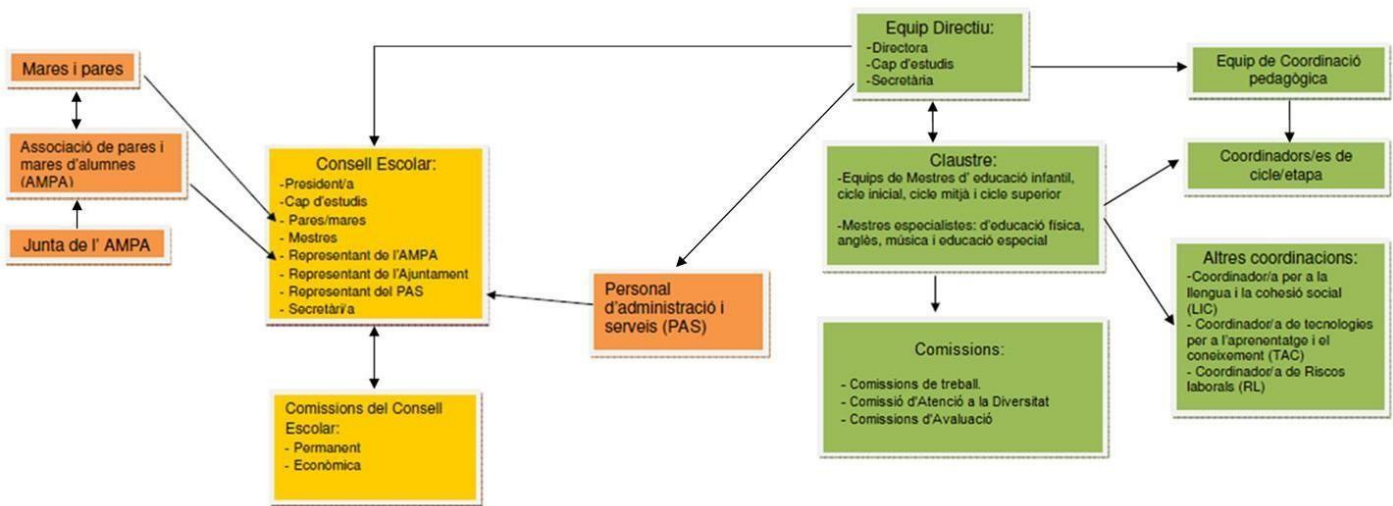 Mares i pares
Associació de pares i
mares d'alumnes
(AMPA)
Junta de l' AMPA
Consell Escolar:
-President/a
-Cap d'estudis
- Pares/mares
- Mestres
- Representant de l'AMPA
- Representant de l'Ajuntament
- Representant del PAS
- Secretàri/a
Comissions del Consell
Escolar:
- Permanent
- Econòmica
Personal
d'administració i
serveis (PAS)
Equip Directiu:
-Directora
-Cap d'estudis
-Secretària
Claustre:
-Equips de Mestres d' educació infantil,
cicle inicial, cicle mitjà i cicle superior
-Mestres especialistes: d'educació física,
anglès, música i educació especial
Comissions:
- Comissions de treball.
- Comissió d'Atenció a la Diversitat
- Comissions d'Avaluació
Equip de Coordinació
pedagògica
Coordinadors/es de
cicle/etapa
Altres coordinacions:
-Coordinador/a per a la
llengua i la cohesió social
(LIC)
- Coordinador/a de tecnologies
per a l'aprenentatge i el
coneixement (TAC)
- Coordinador/a de Riscos
laborals (RL)